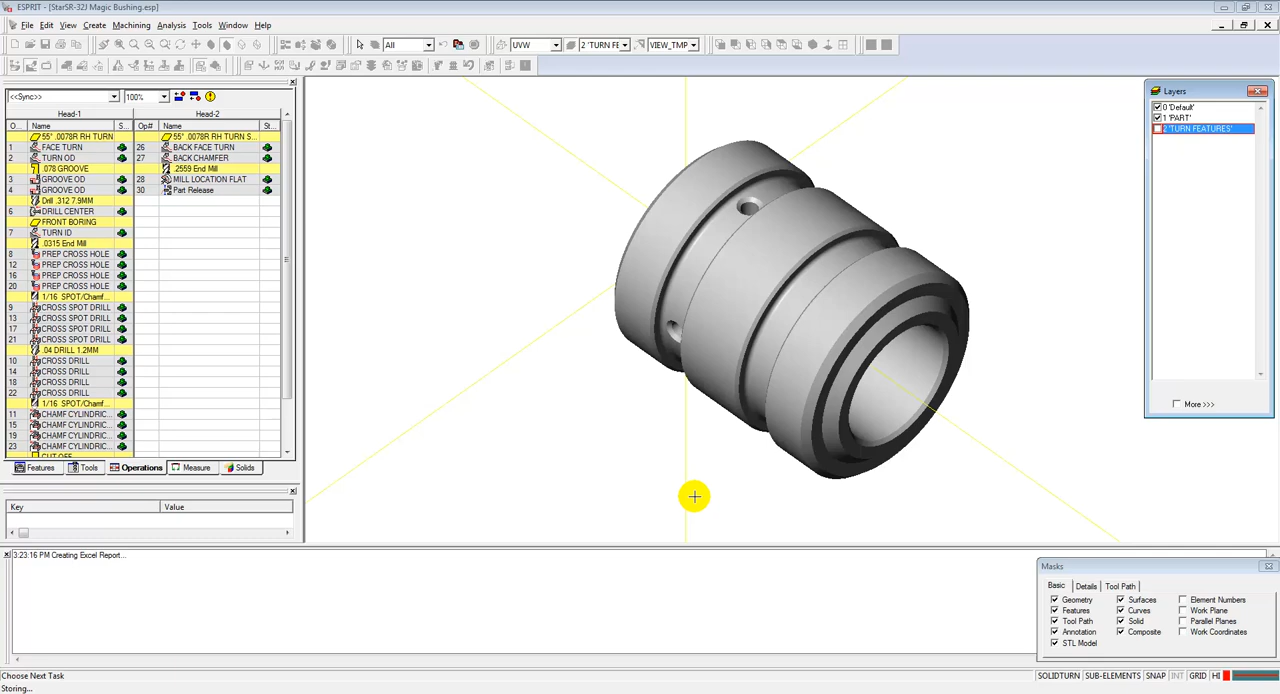 ESPRIT - [StarSR-32J Magic Bushing.esp]
File Edit View Create Machining Analysis Tools Window Help
All UVW 2 'TURN FE VIEW_TMP
<<Sync>> 100%
Head-1 Head-2
O... Name S... Op# Name St...
55° .0078R RH TURN 55° .0078R RH TURN S...
1 FACE TURN 26 BACK FACE TURN
2 TURN OD 27 BACK CHAMFER
.078 GROOVE .2559 End Mill
3 GROOVE OD 28 MILL LOCATION FLAT
4 GROOVE OD 30 Part Release
Drill .312 7.9MM
6 DRILL CENTER
FRONT BORING
7 TURN ID
.0315 End Mill
8 PREP CROSS HOLE
12 PREP CROSS HOLE
16 PREP CROSS HOLE
20 PREP CROSS HOLE
1/16 SPOT/Chamf...
9 CROSS SPOT DRILL
13 CROSS SPOT DRILL
17 CROSS SPOT DRILL
21 CROSS SPOT DRILL
.04 DRILL 1.2MM
10 CROSS DRILL
14 CROSS DRILL
18 CROSS DRILL
22 CROSS DRILL
1/16 SPOT/Chamf...
11 CHAMF CYLINDRIC...
15 CHAMF CYLINDRIC...
19 CHAMF CYLINDRIC...
23 CHAMF CYLINDRIC...
CUT OFF
Features Tools Operations Measure Solids
Key Value
Layers
0 'Default'
1 'PART'
2 'TURN FEATURES'
More >>>
3:23:16 PM Creating Excel Report...
Masks
Basic Details Tool Path
Geometry Surfaces Element Numbers
Features Curves Work Plane
Tool Path Solid Parallel Planes
Annotation Composite Work Coordinates
STL Model
Choose Next Task SOLIDTURN SUB-ELEMENTS SNAP INT GRID HI
Storing...